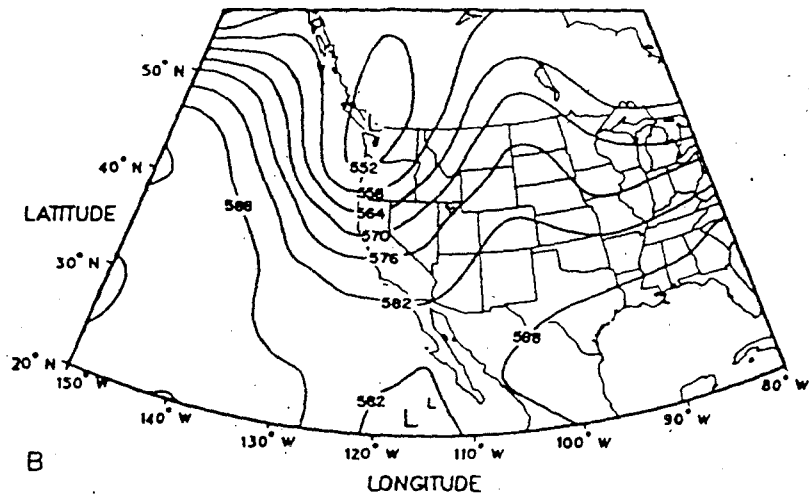 50° N
L
40° N
552
558
LATITUDE
588
564
570
576
30° N
582
588
20° N
150° W
80° W
582
L
L
140° W
90° W
130° W
120° W
110° W
100° W
B
LONGITUDE